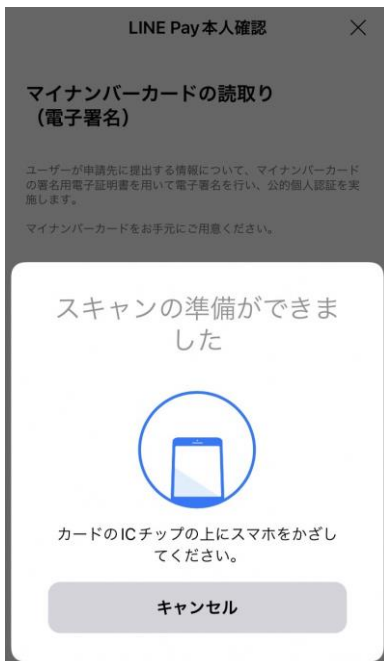 LINE Pay本人確認
マイナンバーカードの読取り
（電子署名）
ユーザーが申請先に提出する情報について、マイナンバーカード
の署名用電子証明書を用いて電子署名を行い、公的個人認証を実
施します。
マイナンバーカードをお手元にご用意ください。
スキャンの準備ができま
した
カードのICチップの上にスマホをかざし
てください。
キャンセル